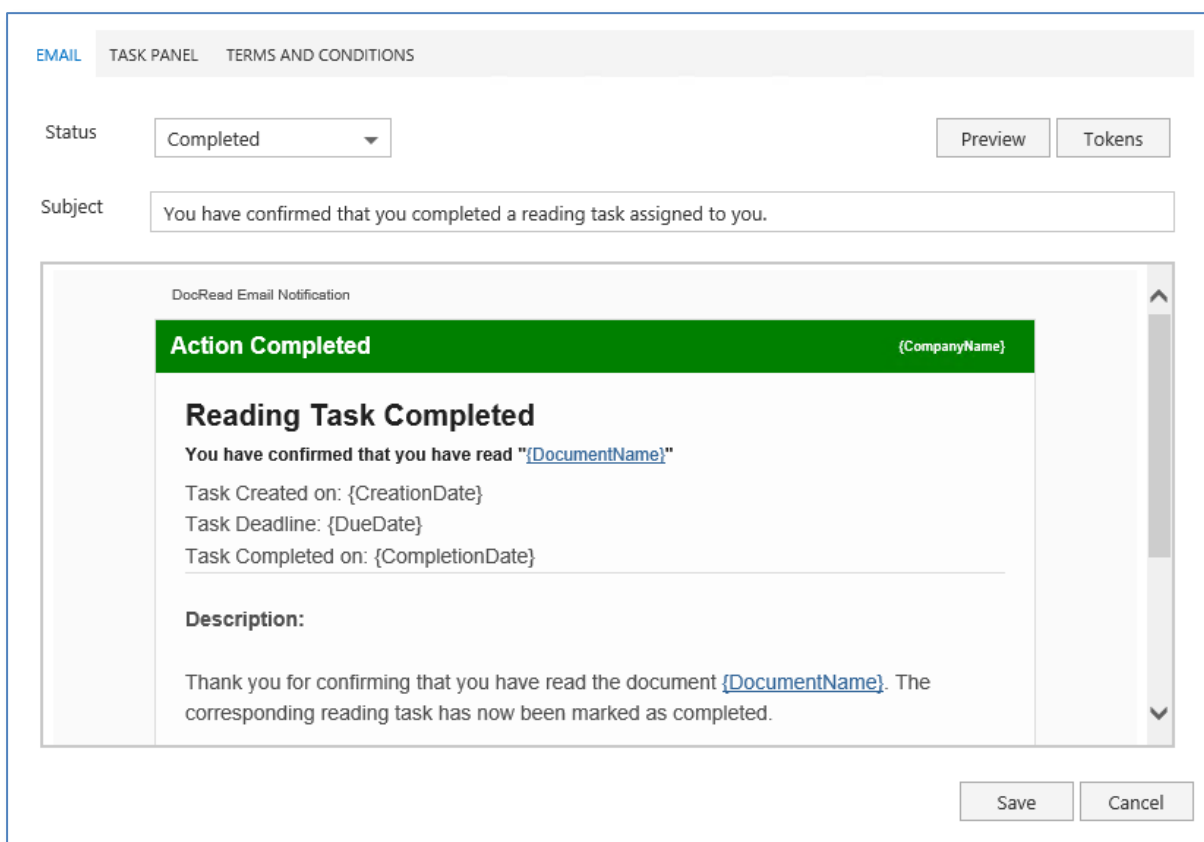 EMAIL TASK PANEL TERMS AND CONDITIONS
Status Completed Preview Tokens
Subject You have confirmed that you completed a reading task assigned to you.
DocRead Email Notification
Action Completed {CompanyName}
Reading Task Completed
You have confirmed that you have read "{DocumentName}"
Task Created on: {CreationDate}
Task Deadline: {DueDate}
Task Completed on: {CompletionDate}
Description:
Thank you for confirming that you have read the document {DocumentName}. The
corresponding reading task has now been marked as completed.
Save Cancel